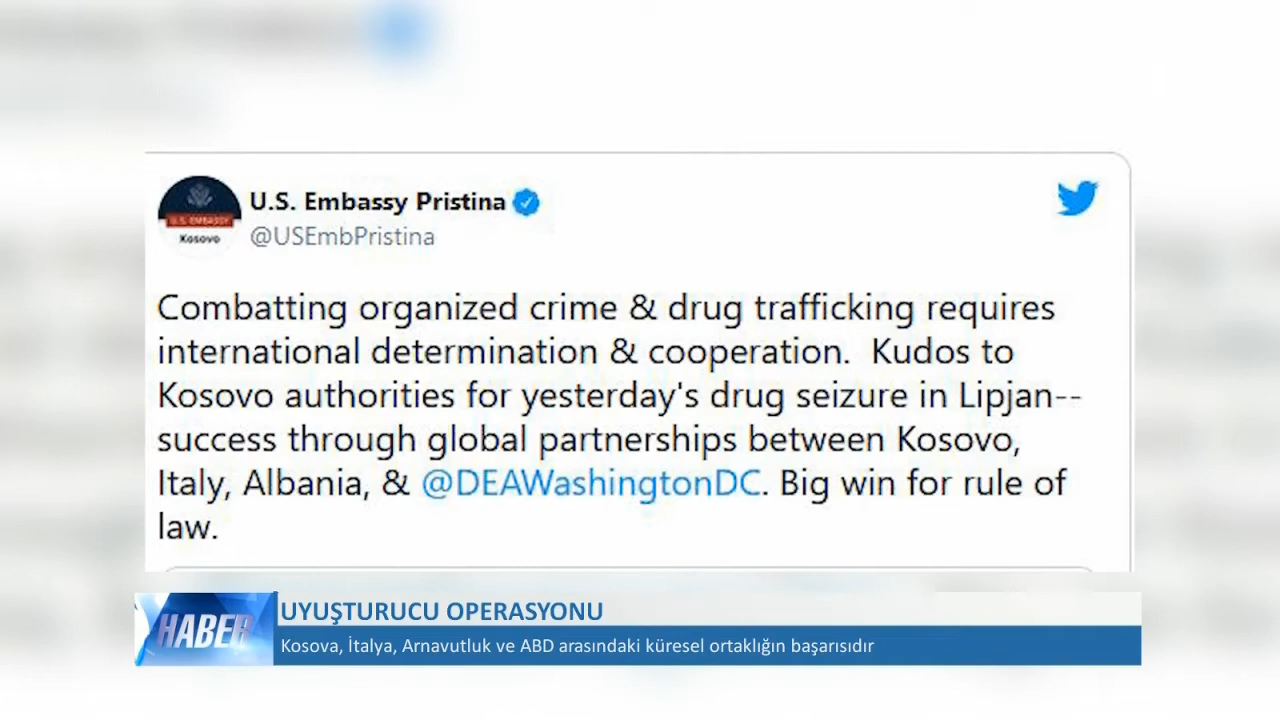 U.S. Embassy Pristina
U.S. EMBASSY
Kosovo
@USEmbPristina
Combatting organized crime & drug trafficking requires
international determination & cooperation.  Kudos to
Kosovo authorities for yesterday's drug seizure in Lipjan--
success through global partnerships between Kosovo,
Italy, Albania, & @DEAWashingtonDC. Big win for rule of
law.
HABER
UYUŞTURUCU OPERASYONU
Kosova, İtalya, Arnavutluk ve ABD arasındaki küresel ortaklığın başarısıdır